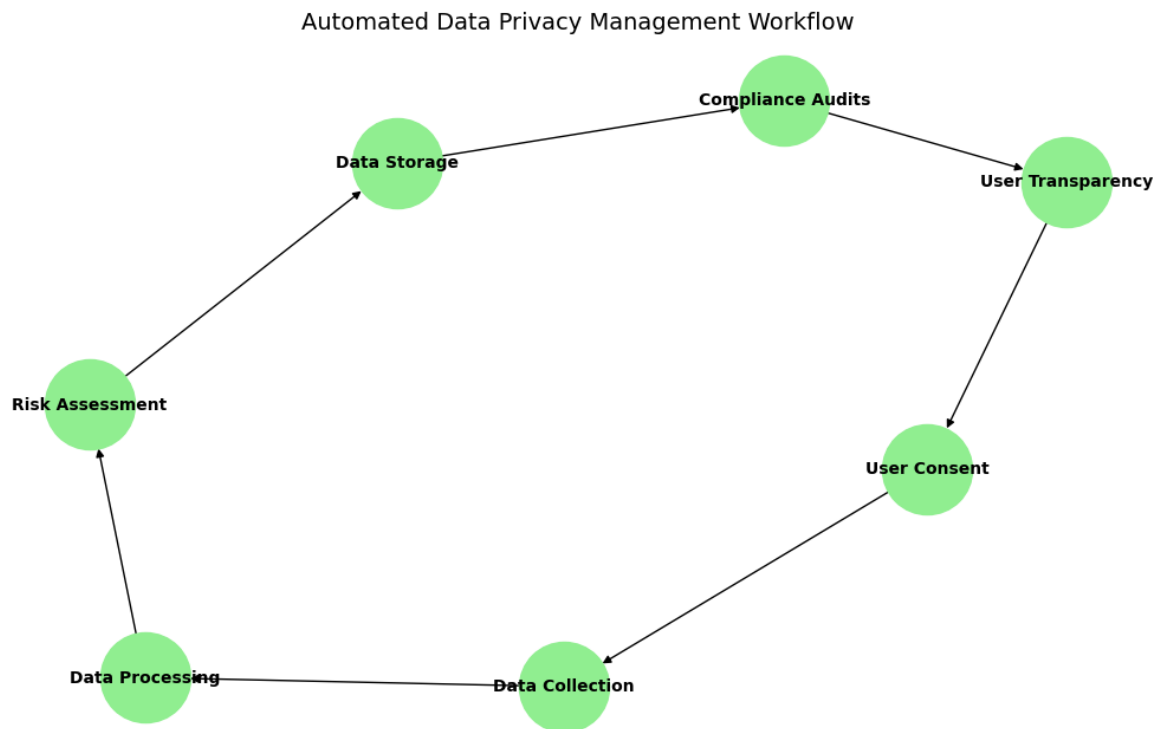 Automated Data Privacy Management Workflow
Compliance Audits
Data Storage
User Transparency
Risk Assessment
User Consent
Data Processing
Data Collection